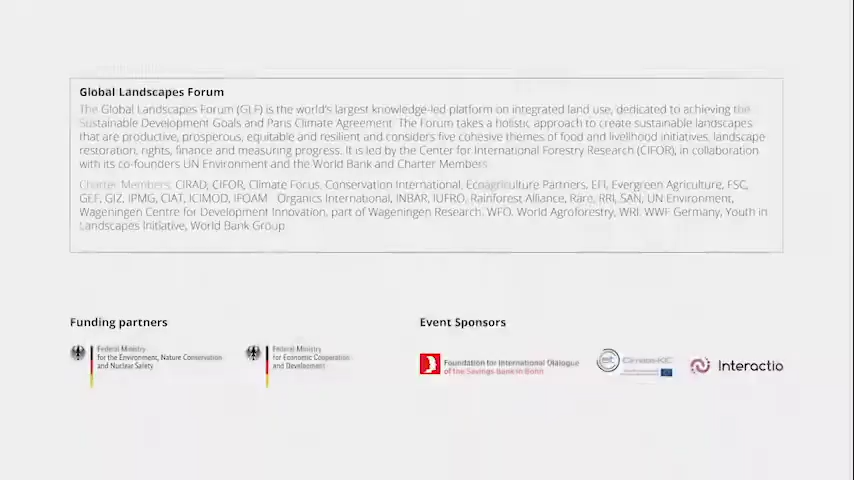 Global Landscapes Forum
The Global Landscapes Forum (GLF) is the world's largest knowledge-led platform on integrated land use, dedicated to achieving the
Sustainable Development Goals and Paris Climate Agreement. The Forum takes a holistic approach to create sustainable landscapes
that are productive, prosperous, equitable and resilient and considers five cohesive themes of food and livelihood initiatives, landscape
restoration, rights, finance and measuring progress. It is led by the Center for International Forestry Research (CIFOR), in collaboration
with its co-founders UN Environment and the World Bank and Charter Members.
Charter Members: CIRAD, CIFOR, Climate Focus, Conservation International, Ecoagriculture Partners, EFI, Evergreen Agriculture, FSC,
GEF, GIZ, IPMG, CIAT, ICIMOD, IFOAM Organics International, INBAR, IUFRO, Rainforest Alliance, Rare, RRI, SAN, UN Environment,
Wageningen Centre for Development Innovation, part of Wageningen Research, WFO, World Agroforestry, WRI, WWF Germany, Youth in
Landscapes Initiative, World Bank Group
Funding partners
Event Sponsors
Federal Ministry
for the Environment, Nature Conservation
and Nuclear Safety
Federal Ministry
for Economic Cooperation
and Development
Foundation for International Dialogue
of the Savings Bank in Bonn
Climate-KIC
Interactio